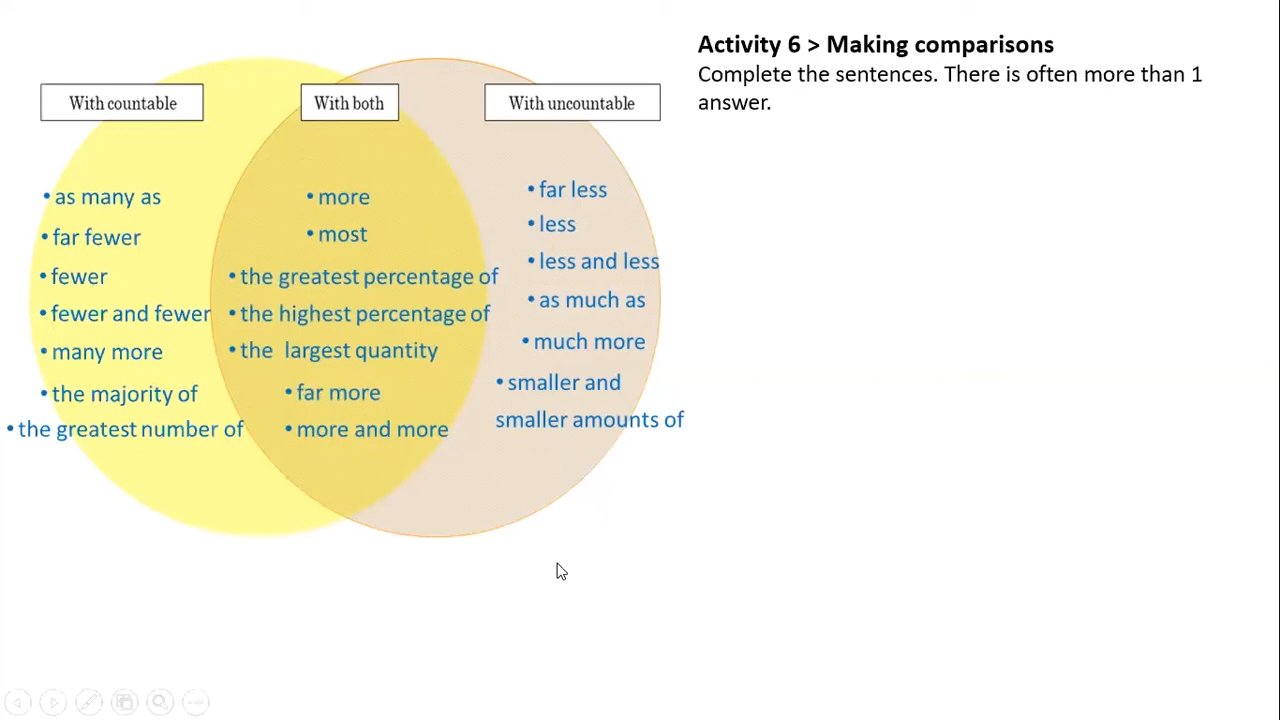 Activity 6 > Making comparisons
Complete the sentences. There is often more than 1
answer.
With countable
• as many as
• far fewer
• fewer
• fewer and fewer
• many more
• the majority of
• the greatest number of
With both
• more
• most
• the greatest percentage of
• the highest percentage of
• the largest quantity
• far more
• more and more
With uncountable
• far less
• less
• less and less
• as much as
• much more
• smaller and
smaller amounts of